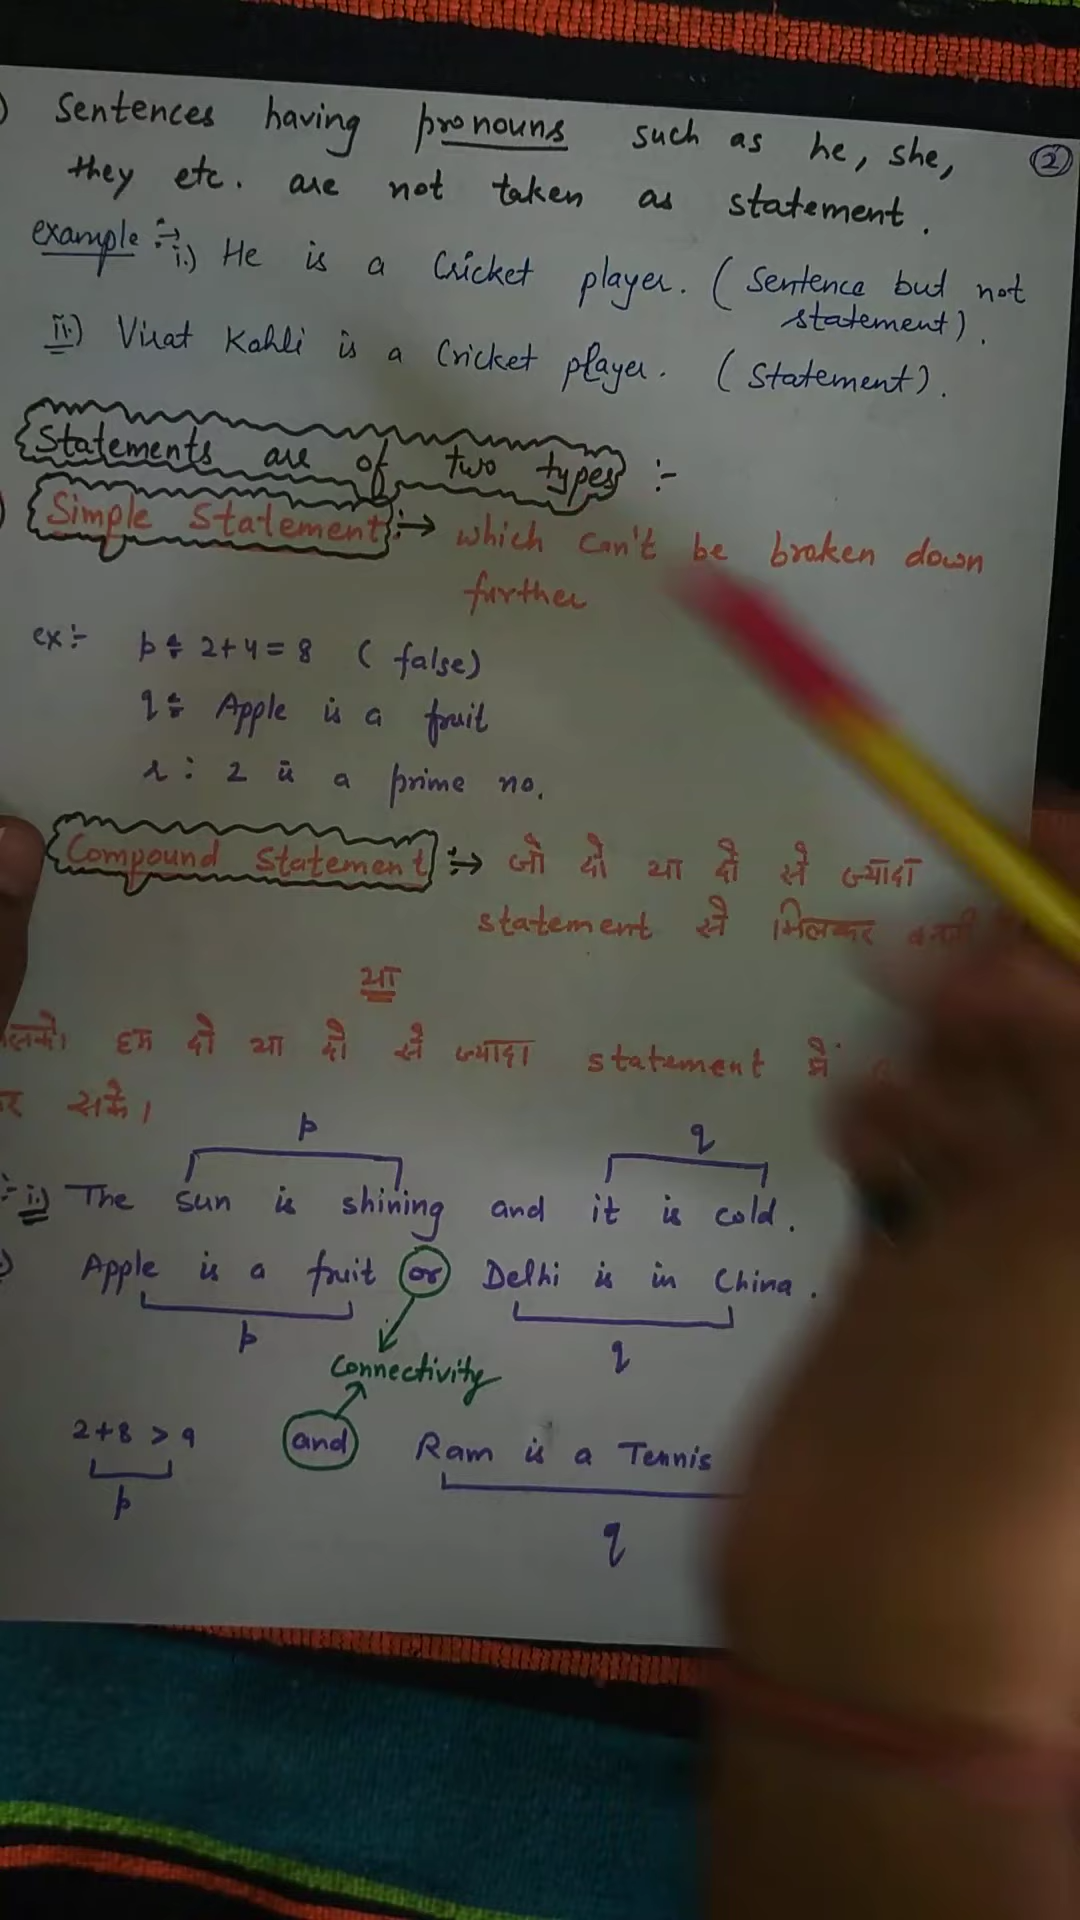 Sentences having pronouns such as he, she, ②
they etc. are not taken as statement.
example :→ i.) He is a Cricket player. (Sentence but not
statement).
ii.) Virat Kohli is a Cricket player. (Statement).
Statements are of two types :-
Simple Statement :→ which can't be broken down
further
ex:- p : 2+4=8 (false)
q : Apple is a fruit
r : 2 is a prime no.
Compound Statement :→ जो दो या दो से ज्यादा
statement से मिलकर
या
हम दो या दो से ज्यादा statement में
सके।
p q
i.) The sun is shining and it is cold.
Apple is a fruit or Delhi is in China.
p q
Connectivity
2+8 > 9 and Ram is a Tennis
p q